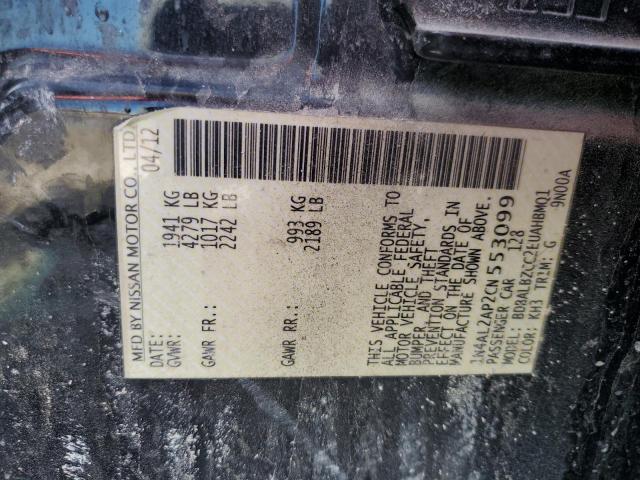 MFD BY NISSAN MOTOR CO., LTD.
DATE: 04/12
GVWR: 1941 KG
4279 LB
GAWR FR: 1017 KG
2242 LB
GAWR RR: 993 KG
2189 LB
THIS VEHICLE CONFORMS TO
ALL APPLICABLE FEDERAL
MOTOR VEHICLE SAFETY,
BUMPER, AND THEFT
PREVENTION STANDARDS IN
EFFECT ON THE DATE OF
MANUFACTURE SHOWN ABOVE.
1N4AL2AP2CN553099
PASSENGER CAR 128
MODEL: BDBALBZCC2EUAHBMQ1
COLOR: KH3 TRIM: G 9N00A